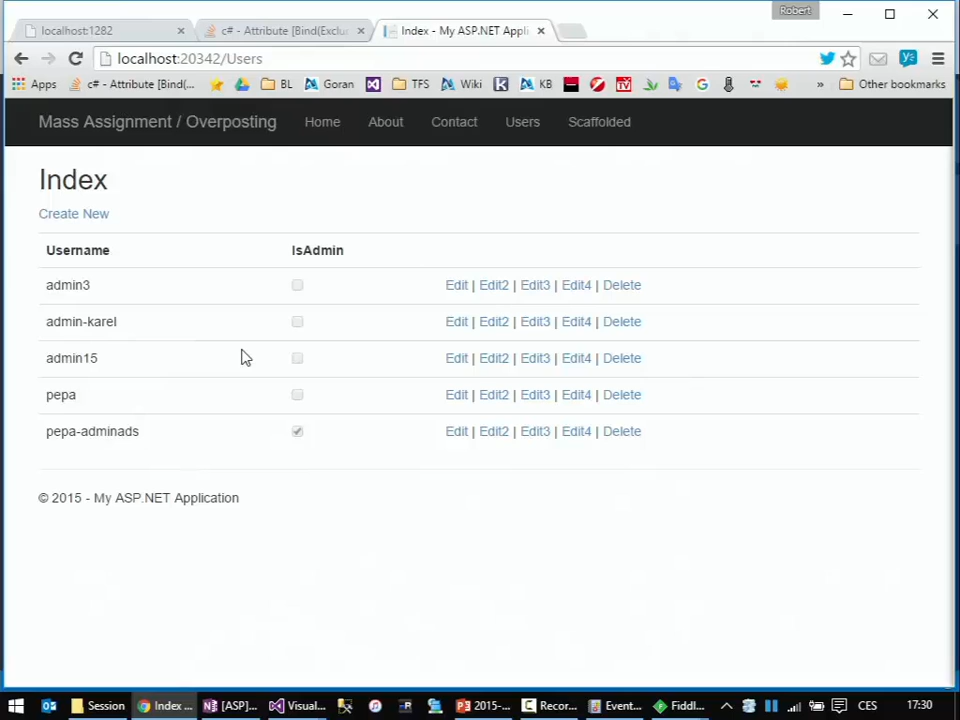 Robert
localhost:1282
c# - Attribute [Bind(Exclu
Index - My ASP.NET Appli
localhost:20342/Users
Apps
c# - Attribute [Bind(...
BL
Goran
TFS
Wiki
KB
»
Other bookmarks
Mass Assignment / Overposting
Home
About
Contact
Users
Scaffolded
Index
Create New
Username IsAdmin
admin3 Edit | Edit2 | Edit3 | Edit4 | Delete
admin-karel Edit | Edit2 | Edit3 | Edit4 | Delete
admin15 Edit | Edit2 | Edit3 | Edit4 | Delete
pepa Edit | Edit2 | Edit3 | Edit4 | Delete
pepa-adminads Edit | Edit2 | Edit3 | Edit4 | Delete
© 2015 - My ASP.NET Application
Session
Index ...
[ASP]...
Visual...
2015-...
Recor...
Event...
Fiddl...
CES
17:30